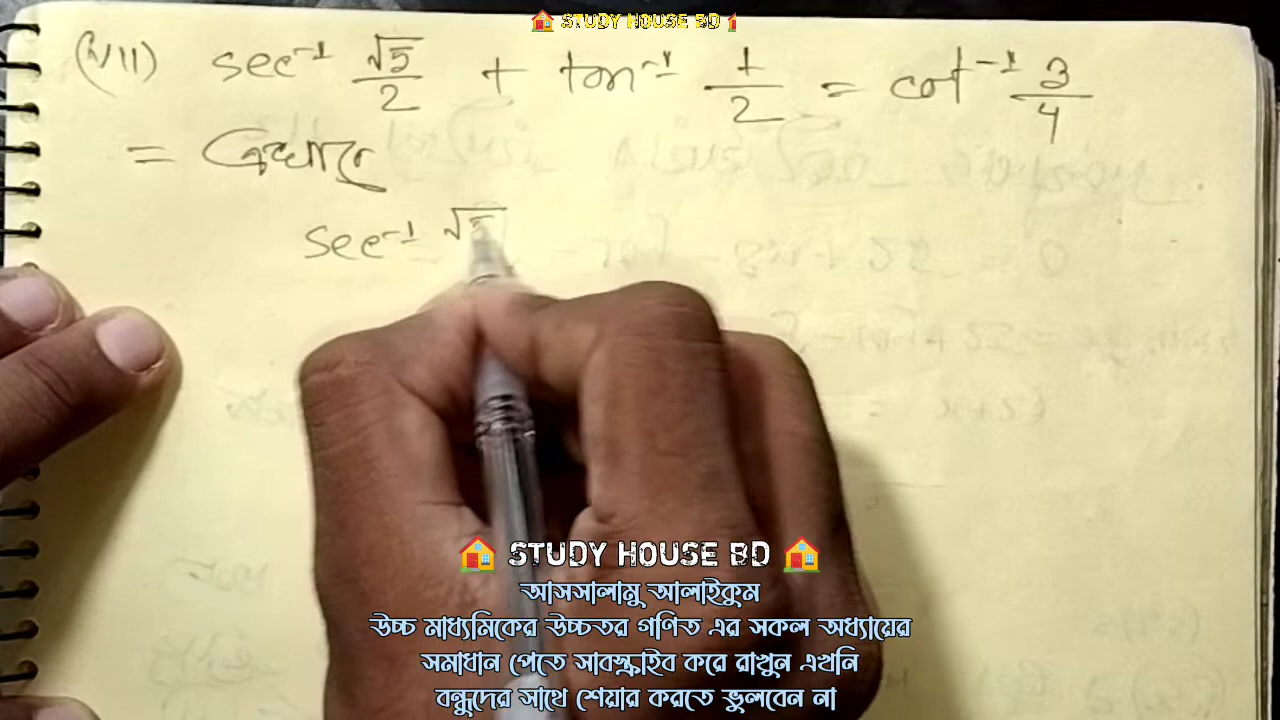 🏠 STUDY HOUSE BD
(VII) sec⁻¹ √5/2 + tan⁻¹ 1/2 = cot⁻¹ 3/4
= এখানে
sec⁻¹ √5
🏠 STUDY HOUSE BD 🏠
আসসালামু আলাইকুম
উচ্চ মাধ্যমিকের উচ্চতর গণিত এর সকল অধ্যায়ের
সমাধান পেতে সাবস্ক্রাইব করে রাখুন এখনি
বন্ধুদের সাথে শেয়ার করতে ভুলবেন না